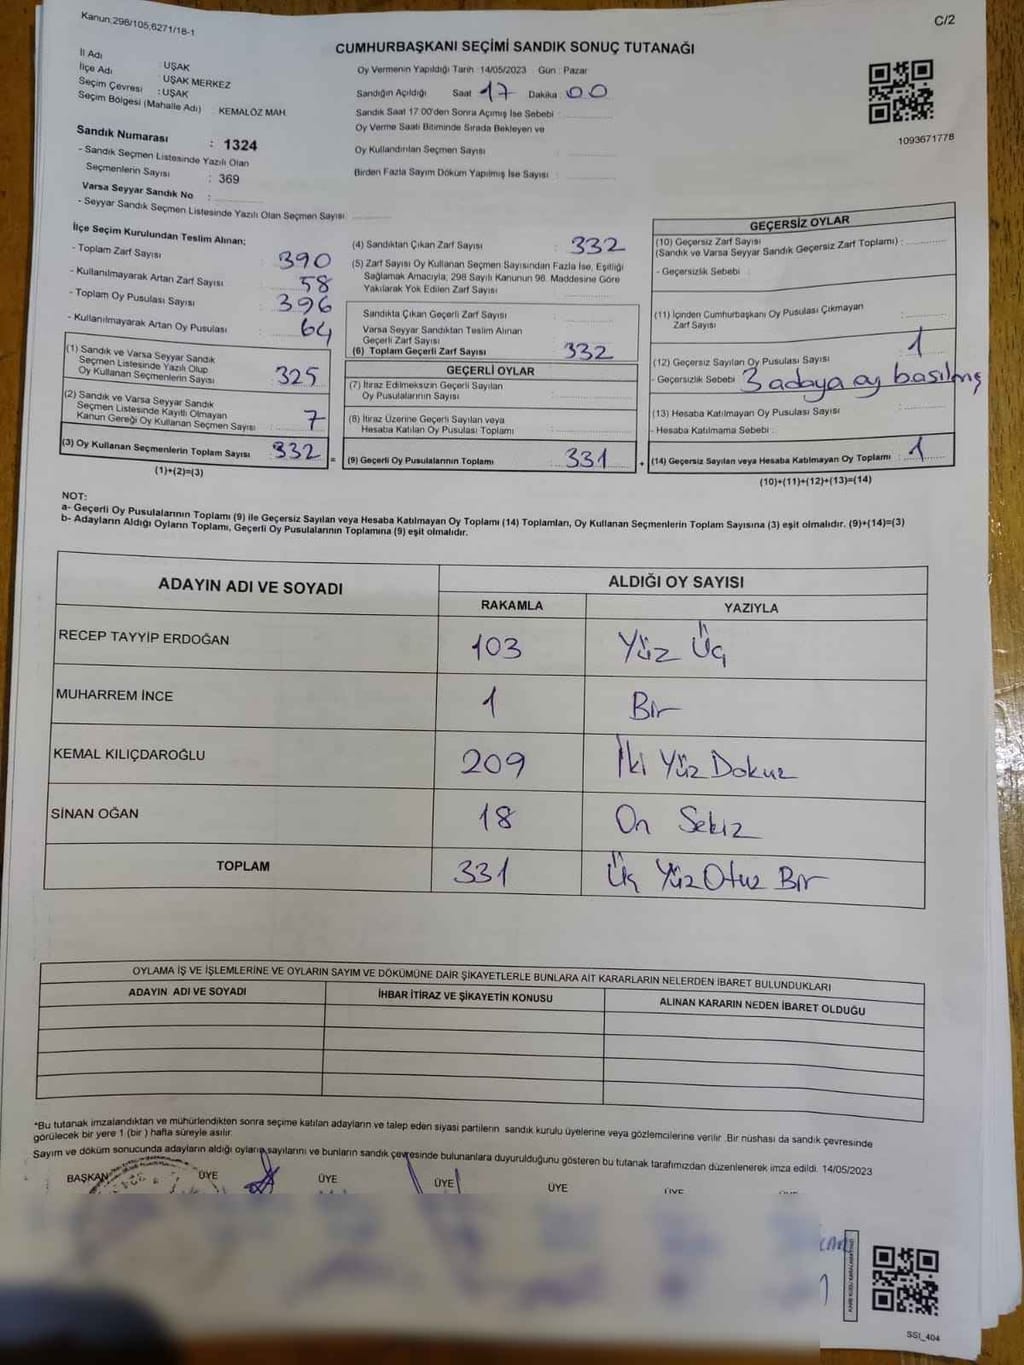 Kanun:298/105,6271/18-1
C/2
CUMHURBAŞKANI SEÇİMİ SANDIK SONUÇ TUTANAĞI
İl Adı : UŞAK
İlçe Adı : UŞAK MERKEZ
Seçim Çevresi : UŞAK
Seçim Bölgesi (Mahalle Adı) : KEMALÖZ MAH.
Sandık Numarası : 1324
- Sandık Seçmen Listesinde Yazılı Olan
Seçmenlerin Sayısı : 369
Varsa Seyyar Sandık No :
- Seyyar Sandık Seçmen Listesinde Yazılı Olan Seçmen Sayısı:
Oy Vermenin Yapıldığı Tarih :14/05/2023 Gün : Pazar
Sandığın Açıldığı Saat 17 Dakika : 00
Sandık Saat 17.00'den Sonra Açımış İse Sebebi :
Oy Verme Saati Bitiminde Sırada Bekleyen ve
Oy Kullandırılan Seçmen Sayısı :
Birden Fazla Sayım Döküm Yapılmış İse Sayısı :
1093671778
İlçe Seçim Kurulundan Teslim Alınan:
- Toplam Zarf Sayısı : 390
- Kullanılmayarak Artan Zarf Sayısı : 58
- Toplam Oy Pusulası Sayısı : 396
- Kullanılmayarak Artan Oy Pusulası : 64
(1) Sandık ve Varsa Seyyar Sandık
Seçmen Listesinde Yazılı Olup
Oy Kullanan Seçmenlerin Sayısı : 325
(2) Sandık ve Varsa Seyyar Sandık
Seçmen Listesinde Kayıtlı Olmayan
Kanun Gereği Oy Kullanan Seçmen Sayısı : 7
(3) Oy Kullanan Seçmenlerin Toplam Sayısı : 332
(1)+(2)=(3)
=
(4) Sandıktan Çıkan Zarf Sayısı : 332
(5) Zarf Sayısı Oy Kullanan Seçmen Sayısından Fazla İse, Eşitliği
Sağlamak Amacıyla, 298 Sayılı Kanunun 98. Maddesine Göre
Yakılarak Yok Edilen Zarf Sayısı :
Sandıkta Çıkan Geçerli Zarf Sayısı :
Varsa Seyyar Sandıktan Teslim Alınan
Geçerli Zarf Sayısı :
(6) Toplam Geçerli Zarf Sayısı : 332
GEÇERLİ OYLAR
(7) İtiraz Edilmeksizin Geçerli Sayılan
Oy Pusulalarının Sayısı :
(8) İtiraz Üzerine Geçerli Sayılan veya
Hesaba Katılan Oy Pusulası Toplamı :
(9) Geçerli Oy Pusulalarının Toplamı : 331
+
GEÇERSİZ OYLAR
(10) Geçersiz Zarf Sayısı
(Sandık ve Varsa Seyyar Sandık Geçersiz Zarf Toplamı) :
- Geçersizlik Sebebi :
(11) İçinden Cumhurbaşkanı Oy Pusulası Çıkmayan
Zarf Sayısı :
(12) Geçersiz Sayılan Oy Pusulası Sayısı : 1
- Geçersizlik Sebebi : 3 adaya oy basılmış
(13) Hesaba Katılmayan Oy Pusulası Sayısı :
- Hesaba Katılmama Sebebi :
(14) Geçersiz Sayılan veya Hesaba Katılmayan Oy Toplamı : 1
(10)+(11)+(12)+(13)=(14)
NOT:
a- Geçerli Oy Pusulalarının Toplamı (9) ile Geçersiz Sayılan veya Hesaba Katılmayan Oy Toplamı (14) Toplamları, Oy Kullanan Seçmenlerin Toplam Sayısına (3) eşit olmalıdır. (9)+(14)=(3)
b- Adayların Aldığı Oyların Toplamı, Geçerli Oy Pusulalarının Toplamına (9) eşit olmalıdır.
ADAYIN ADI VE SOYADI
ALDIĞI OY SAYISI
RAKAMLA YAZIYLA
RECEP TAYYİP ERDOĞAN 103 Yüz Üç
MUHARREM İNCE 1 Bir
KEMAL KILIÇDAROĞLU 209 İki Yüz Dokuz
SİNAN OĞAN 18 On Sekiz
TOPLAM 331 Üç Yüz Otuz Bir
OYLAMA İŞ VE İŞLEMLERİNE VE OYLARIN SAYIM VE DÖKÜMÜNE DAİR ŞİKAYETLERLE BUNLARA AİT KARARLARIN NELERDEN İBARET BULUNDUKLARI
ADAYIN ADI VE SOYADI İHBAR İTİRAZ VE ŞİKAYETİN KONUSU ALINAN KARARIN NEDEN İBARET OLDUĞU
*Bu tutanak imzalandıktan ve mühürlendikten sonra seçime katılan adayların ve talep eden siyasi partilerin sandık kurulu üyelerine veya gözlemcilerine verilir .Bir nüshası da sandık çevresinde
görülecek bir yere 1 (bir ) hafta süreyle asılır.
Sayım ve döküm sonucunda adayların aldığı oyların sayılarını ve bunların sandık çevresinde bulunanlara duyurulduğunu gösteren bu tutanak tarafımızdan düzenlenerek imza edildi. 14/05/2023
BAŞKAN ÜYE ÜYE ÜYE ÜYE ÜYE
SSI_404